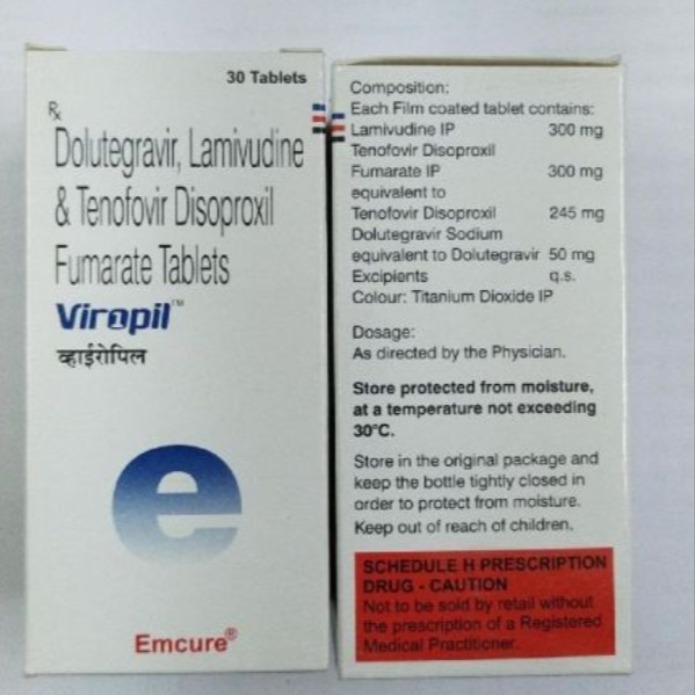 30 Tablets
Rx
Dolutegravir, Lamivudine
& Tenofovir Disoproxil
Fumarate Tablets
Viropil™
व्हाईरोपिल
e
Emcure®
Composition:
Each Film coated tablet contains:
Lamivudine IP 300 mg
Tenofovir Disoproxil
Fumarate IP 300 mg
equivalent to
Tenofovir Disoproxil 245 mg
Dolutegravir Sodium
equivalent to Dolutegravir 50 mg
Excipients q.s.
Colour: Titanium Dioxide IP
Dosage:
As directed by the Physician.
Store protected from moisture,
at a temperature not exceeding
30°C.
Store in the original package and
keep the bottle tightly closed in
order to protect from moisture.
Keep out of reach of children.
SCHEDULE H PRESCRIPTION
DRUG - CAUTION
Not to be sold by retail without
the prescription of a Registered
Medical Practitioner.